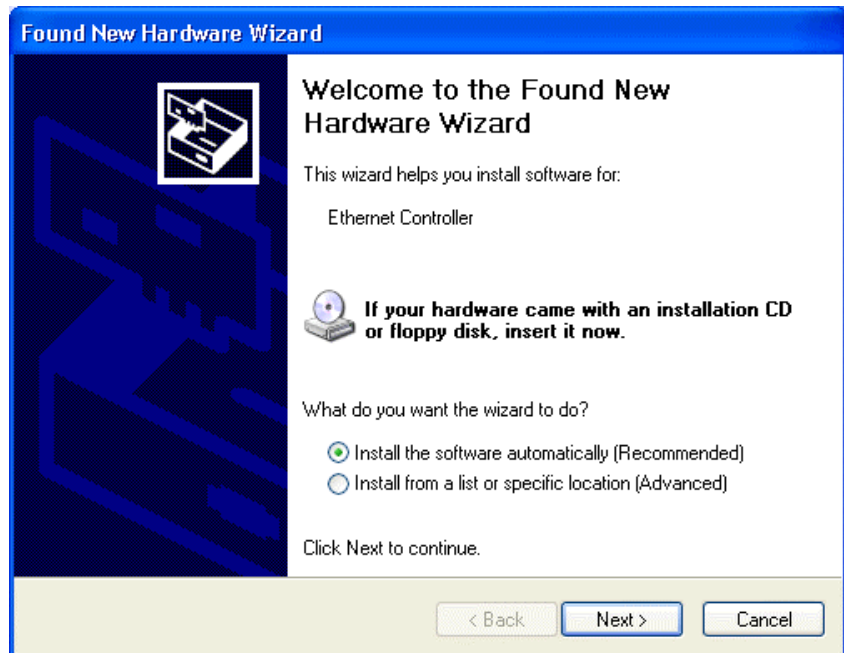 Found New Hardware Wizard
Welcome to the Found New
Hardware Wizard
This wizard helps you install software for:
Ethernet Controller
If your hardware came with an installation CD
or floppy disk, insert it now.
What do you want the wizard to do?
Install the software automatically (Recommended)
Install from a list or specific location (Advanced)
Click Next to continue.
< Back Next > Cancel